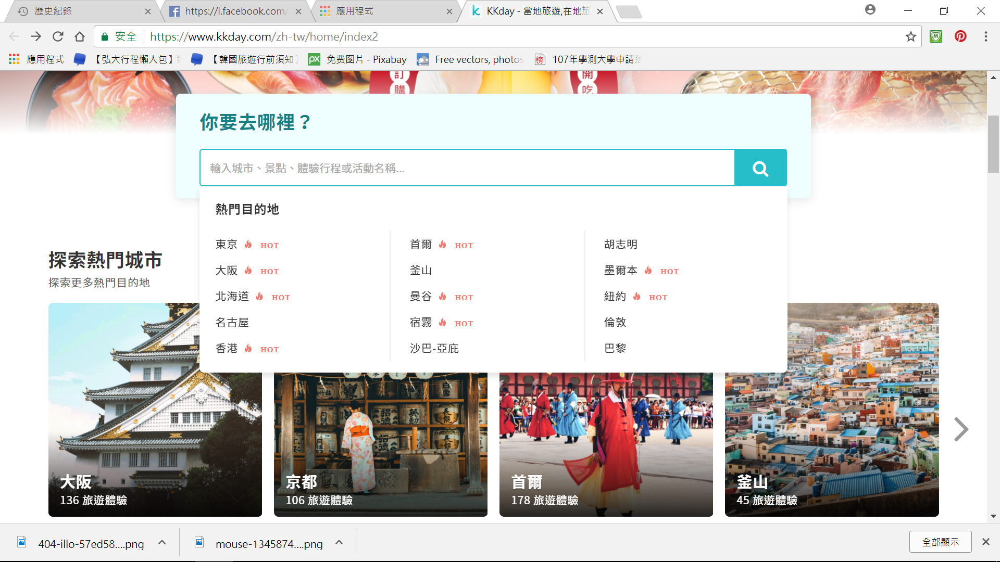 歷史紀錄
https://l.facebook.com/
應用程式
KKday - 當地旅遊,在地旅
安全
https://www.kkday.com/zh-tw/home/index2
應用程式
【弘大行程懶人包】
【韓國旅遊行前須知】
免费图片 - Pixabay
Free vectors, photos
107年學測大學申請落
訂購
開吃
你要去哪裡？
輸入城市、景點、體驗行程或活動名稱...
熱門目的地
東京 HOT
大阪 HOT
北海道 HOT
名古屋
香港 HOT
首爾 HOT
釜山
曼谷 HOT
宿霧 HOT
沙巴-亞庇
胡志明
墨爾本 HOT
紐約 HOT
倫敦
巴黎
探索熱門城市
探索更多熱門目的地
大阪
136 旅遊體驗
京都
106 旅遊體驗
首爾
178 旅遊體驗
釜山
45 旅遊體驗
404-illo-57ed58....png
mouse-1345874....png
全部顯示